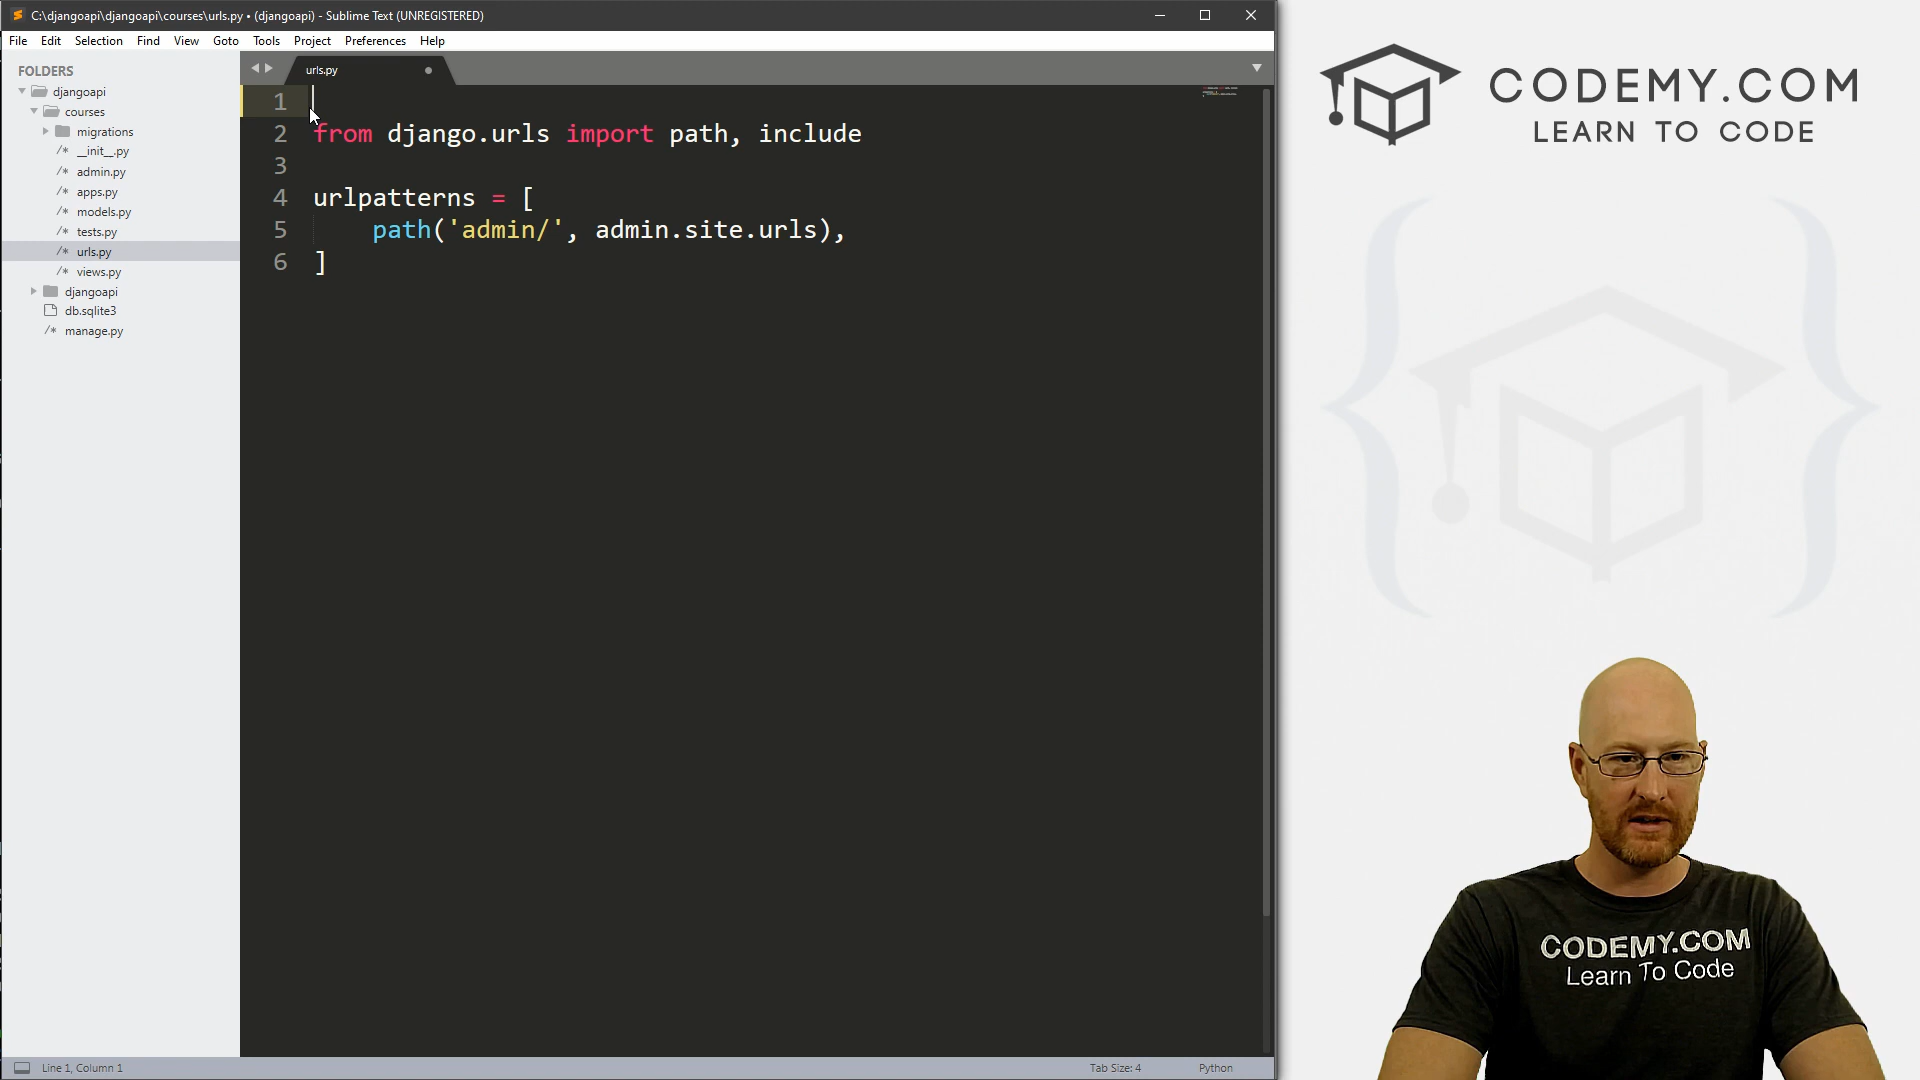 C:\djangoapi\djangoapi\courses\urls.py • (djangoapi) - Sublime Text (UNREGISTERED)
File Edit Selection Find View Goto Tools Project Preferences Help
FOLDERS
djangoapi
courses
migrations
/* __init__.py
/* admin.py
/* apps.py
/* models.py
/* tests.py
/* urls.py
/* views.py
djangoapi
db.sqlite3
/* manage.py
urls.py
1
2 from django.urls import path, include
3
4 urlpatterns = [
5 path('admin/', admin.site.urls),
6 ]
Line 1, Column 1
Tab Size: 4
Python
CODEMY.COM
LEARN TO CODE
CODEMY.COM
Learn To Code